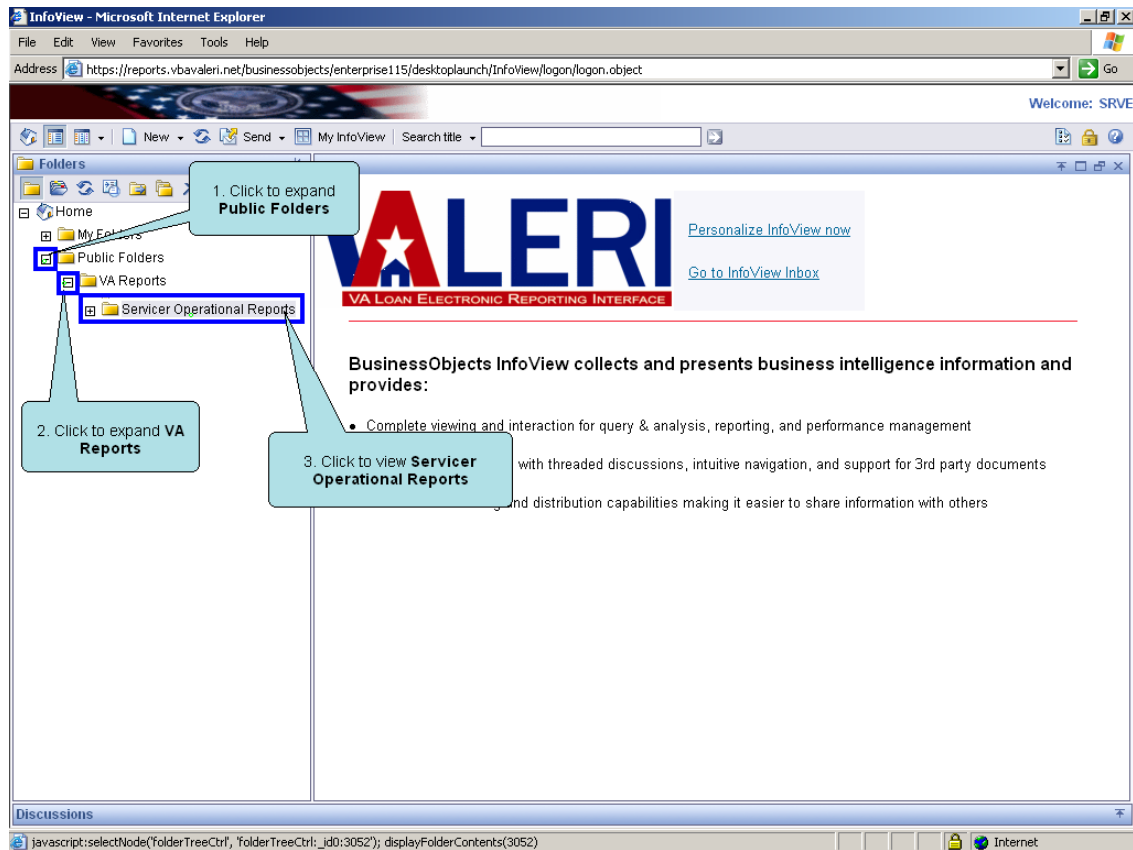 InfoView - Microsoft Internet Explorer
File Edit View Favorites Tools Help
Address https://reports.vbavaleri.net/businessobjects/enterprise115/desktoplaunch/InfoView/logon/logon.object Go
Welcome: SRVE
New Send My InfoView Search title
Folders
1. Click to expand
Public Folders
Home
My Folders
Public Folders
VA Reports
Servicer Operational Reports
2. Click to expand VA
Reports
3. Click to view Servicer
Operational Reports
VALERI
VA LOAN ELECTRONIC REPORTING INTERFACE
Personalize InfoView now
Go to InfoView Inbox
BusinessObjects InfoView collects and presents business intelligence information and
provides:
• Complete viewing and interaction for query & analysis, reporting, and performance management
with threaded discussions, intuitive navigation, and support for 3rd party documents
and distribution capabilities making it easier to share information with others
Discussions
javascript:selectNode('folderTreeCtrl', 'folderTreeCtrl:_id0:3052'); displayFolderContents(3052) Internet